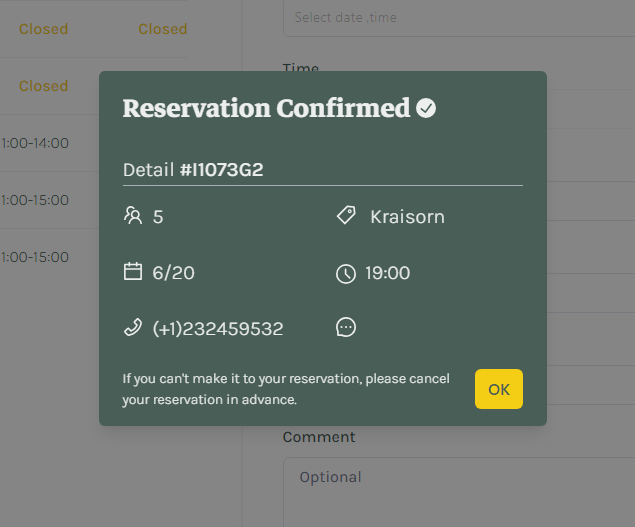 Closed Closed
Select date .time
Time
Closed
Reservation Confirmed
Detail #I1073G2
5 Kraisorn
6/20 19:00
(+1)232459532
If you can't make it to your reservation, please cancel
your reservation in advance.
OK
1:00-14:00
1:00-15:00
1:00-15:00
Comment
Optional